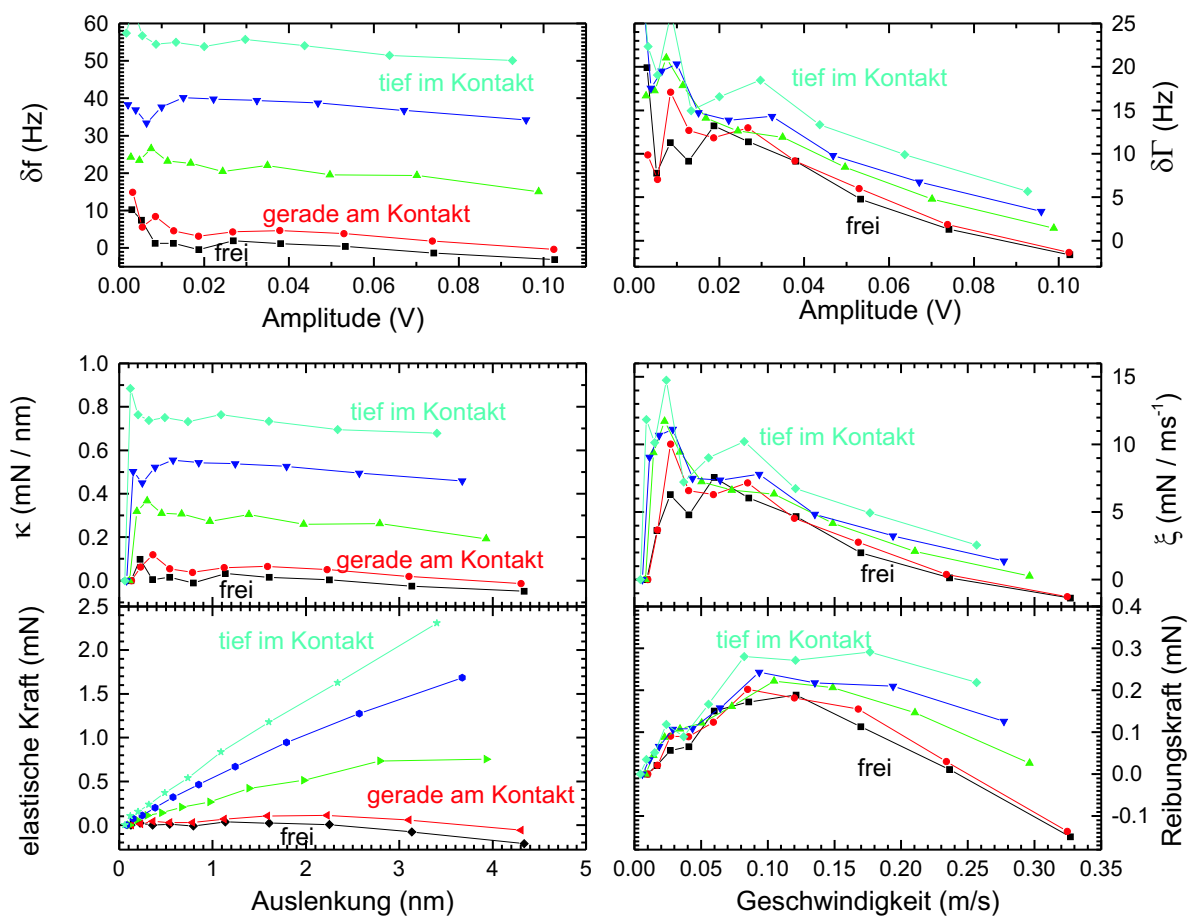 60
50
40
30
20
10
0
δf (Hz)
tief im Kontakt
gerade am Kontakt
frei
0.00 0.02 0.04 0.06 0.08 0.10
Amplitude (V)
25
20
15
10
5
0
δΓ (Hz)
tief im Kontakt
frei
0.00 0.02 0.04 0.06 0.08 0.10
Amplitude (V)
1.0
0.8
0.6
0.4
0.2
0.0
κ (mN / nm)
tief im Kontakt
gerade am Kontakt
frei
15
10
5
0
ξ (mN / ms⁻¹)
tief im Kontakt
frei
2.5
2.0
1.5
1.0
0.5
0.0
elastische Kraft (mN)
tief im Kontakt
gerade am Kontakt
frei
0 1 2 3 4 5
Auslenkung (nm)
0.4
0.3
0.2
0.1
0.0
-0.1
Reibungskraft (mN)
tief im Kontakt
frei
0.00 0.05 0.10 0.15 0.20 0.25 0.30 0.35
Geschwindigkeit (m/s)